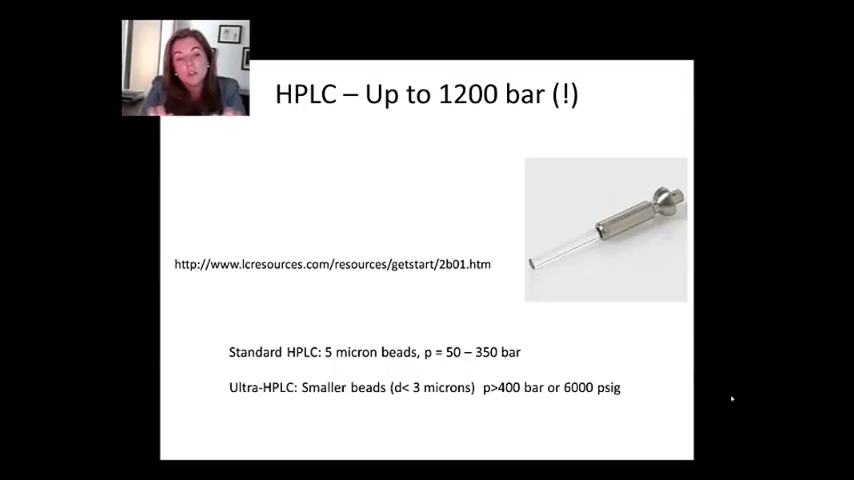 HPLC – Up to 1200 bar (!)
http://www.lcresources.com/resources/getstart/2b01.htm
Standard HPLC: 5 micron beads, p = 50 – 350 bar
Ultra-HPLC: Smaller beads (d< 3 microns)  p>400 bar or 6000 psig